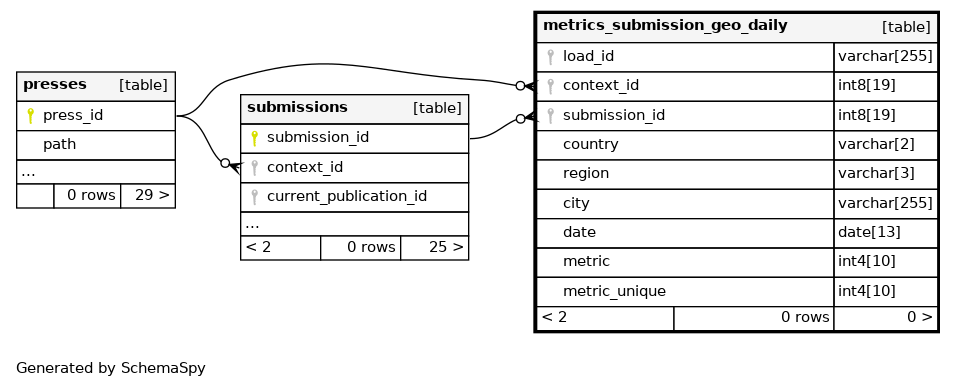 presses [table]
press_id
path
...
0 rows 29 >
submissions [table]
submission_id
context_id
current_publication_id
...
< 2 0 rows 25 >
metrics_submission_geo_daily [table]
load_id varchar[255]
context_id int8[19]
submission_id int8[19]
country varchar[2]
region varchar[3]
city varchar[255]
date date[13]
metric int4[10]
metric_unique int4[10]
< 2 0 rows 0 >
Generated by SchemaSpy